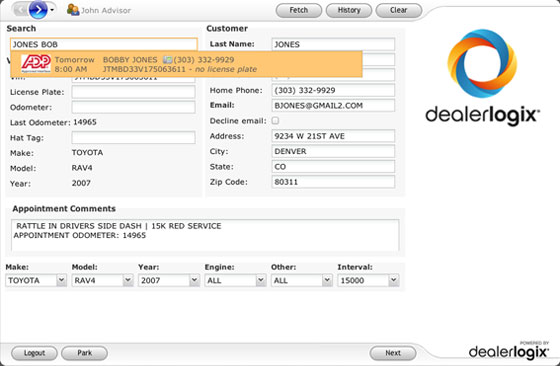 John Advisor
Fetch
History
Clear
Search
JONES BOB
ADP Tomorrow BOBBY JONES (303) 332-9929
8:00 AM JTMBD33V175063611 - no license plate
License Plate:
Odometer:
Last Odometer: 14965
Hat Tag:
Make: TOYOTA
Model: RAV4
Year: 2007
Customer
Last Name: JONES
Home Phone: (303) 332-9929
Email: BJONES@GMAIL2.COM
Decline email:
Address: 9234 W 21ST AVE
City: DENVER
State: CO
Zip Code: 80311
dealerlogix
Appointment Comments
RATTLE IN DRIVERS SIDE DASH | 15K RED SERVICE
APPOINTMENT ODOMETER: 14965
Make: Model: Year: Engine: Other: Interval:
TOYOTA RAV4 2007 ALL ALL 15000
Logout
Park
Next
POWERED BY
dealerlogix